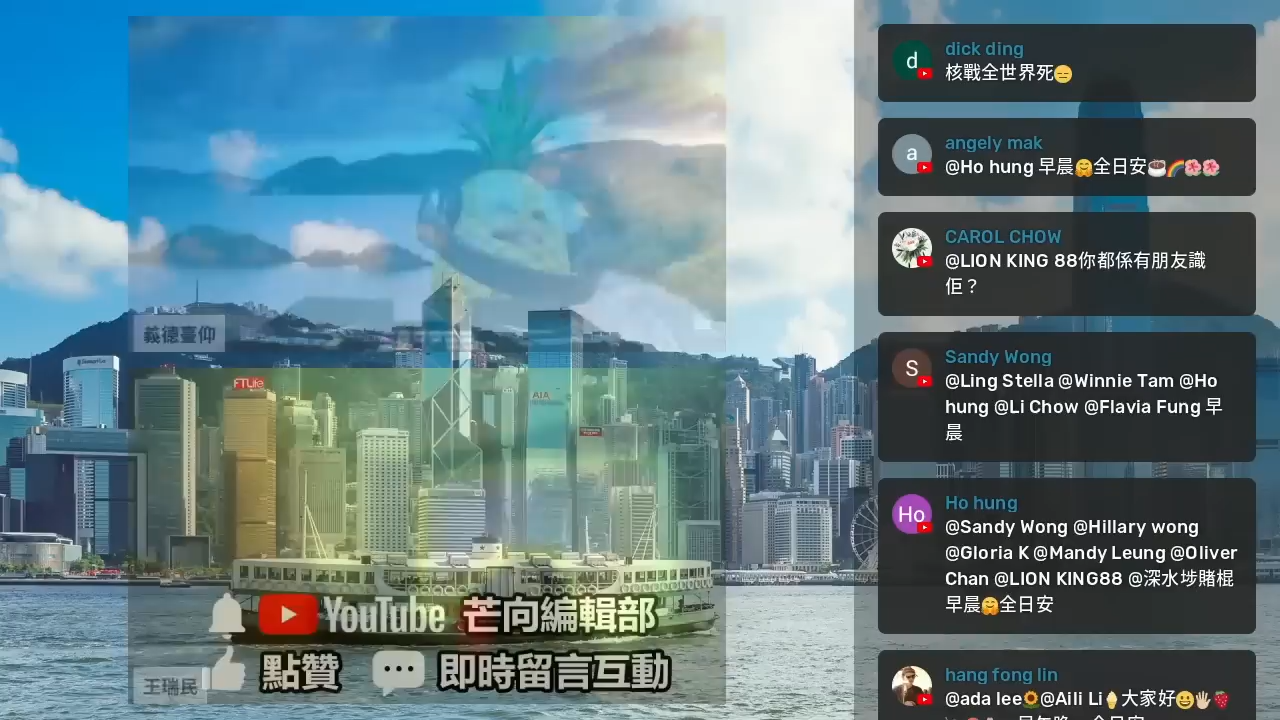 義德臺仰
FTLife
AIA
YouTube 芒向編輯部
點贊 即時留言互動
王瑞民
d
dick ding
核戰全世界死😑
a
angely mak
@Ho hung 早晨🤗全日安☕🌈🌸🌸
CAROL CHOW
@LION KING 88你都係有朋友識
佢？
S
Sandy Wong
@Ling Stella @Winnie Tam @Ho
hung @Li Chow @Flavia Fung 早
晨
Ho
Ho hung
@Sandy Wong @Hillary wong
@Gloria K @Mandy Leung @Oliver
Chan @LION KING88 @深水埗賭棍
早晨🤗全日安
hang fong lin
@ada lee🌻@Aili Li🍦大家好😀🖐🍓